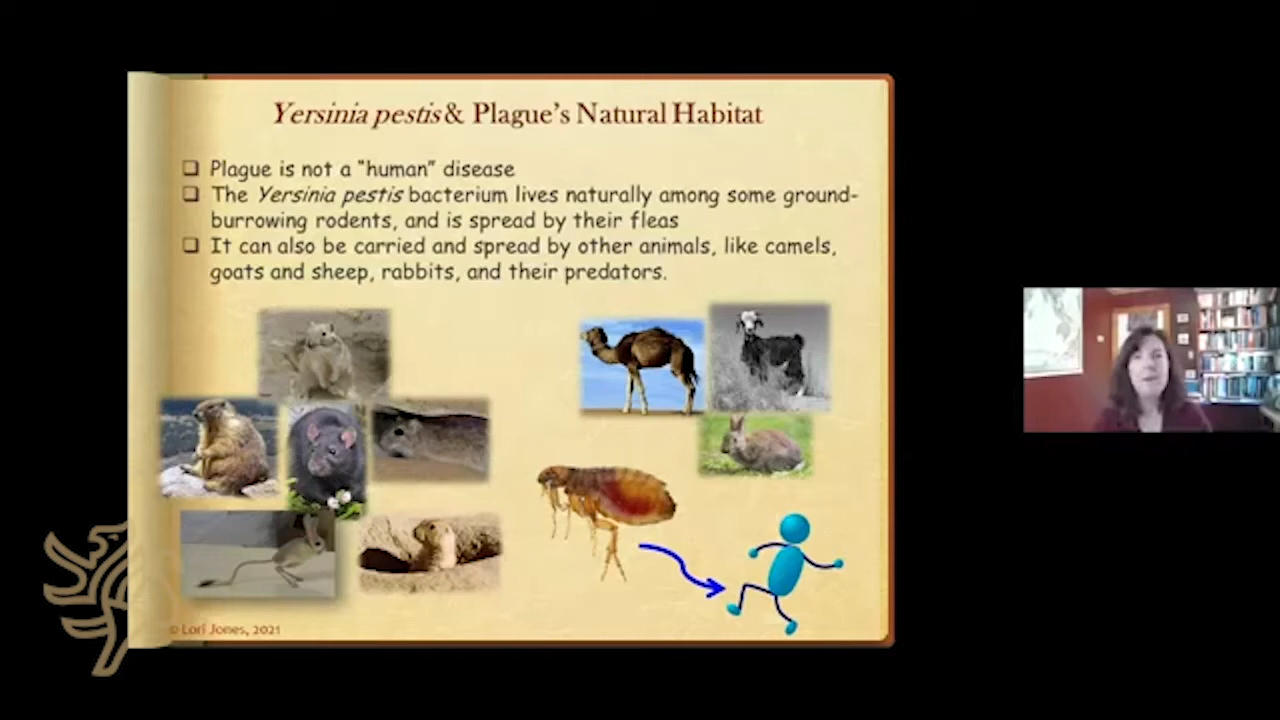 Yersinia pestis & Plague's Natural Habitat
❑ Plague is not a "human" disease
❑ The Yersinia pestis bacterium lives naturally among some ground-
burrowing rodents, and is spread by their fleas
❑ It can also be carried and spread by other animals, like camels,
goats and sheep, rabbits, and their predators.
© Lori Jones, 2021